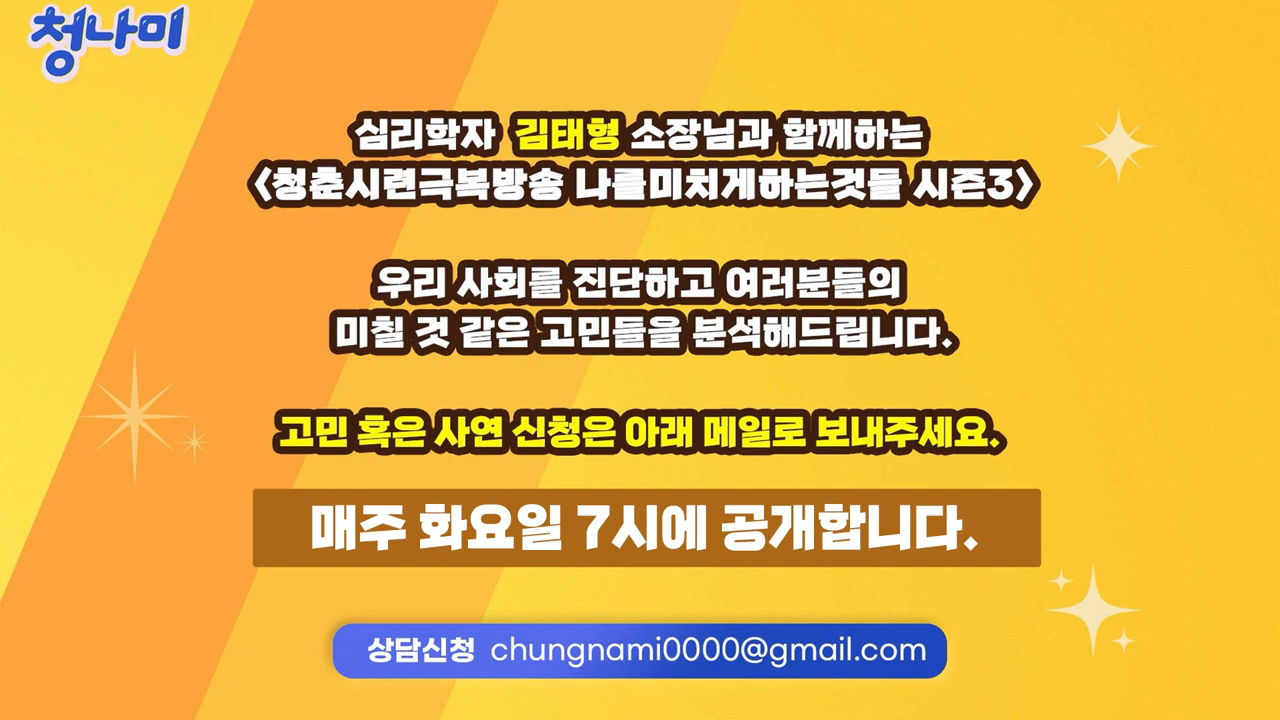 청나미
심리학자 김태형 소장님과 함께하는
<청춘시련극복방송 나를미치게하는것들 시즌3>
우리 사회를 진단하고 여러분들의
미칠 것 같은 고민들을 분석해드립니다.
고민 혹은 사연 신청은 아래 메일로 보내주세요.
매주 화요일 7시에 공개합니다.
상담신청 chungnami0000@gmail.com